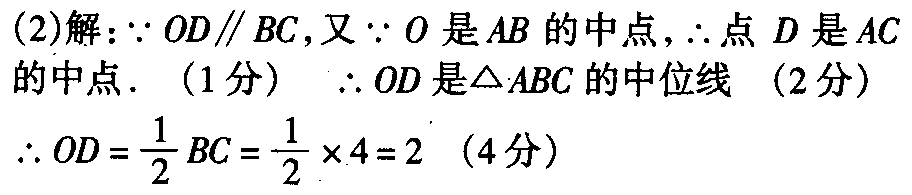 (2)解:∵ OD∥BC,又∵ O 是 AB 的中点,∴点 D 是 AC
的中点. (1分) ∴ OD 是△ABC 的中位线 (2分)
∴ OD = 1/2 BC = 1/2 × 4 = 2 (4分)